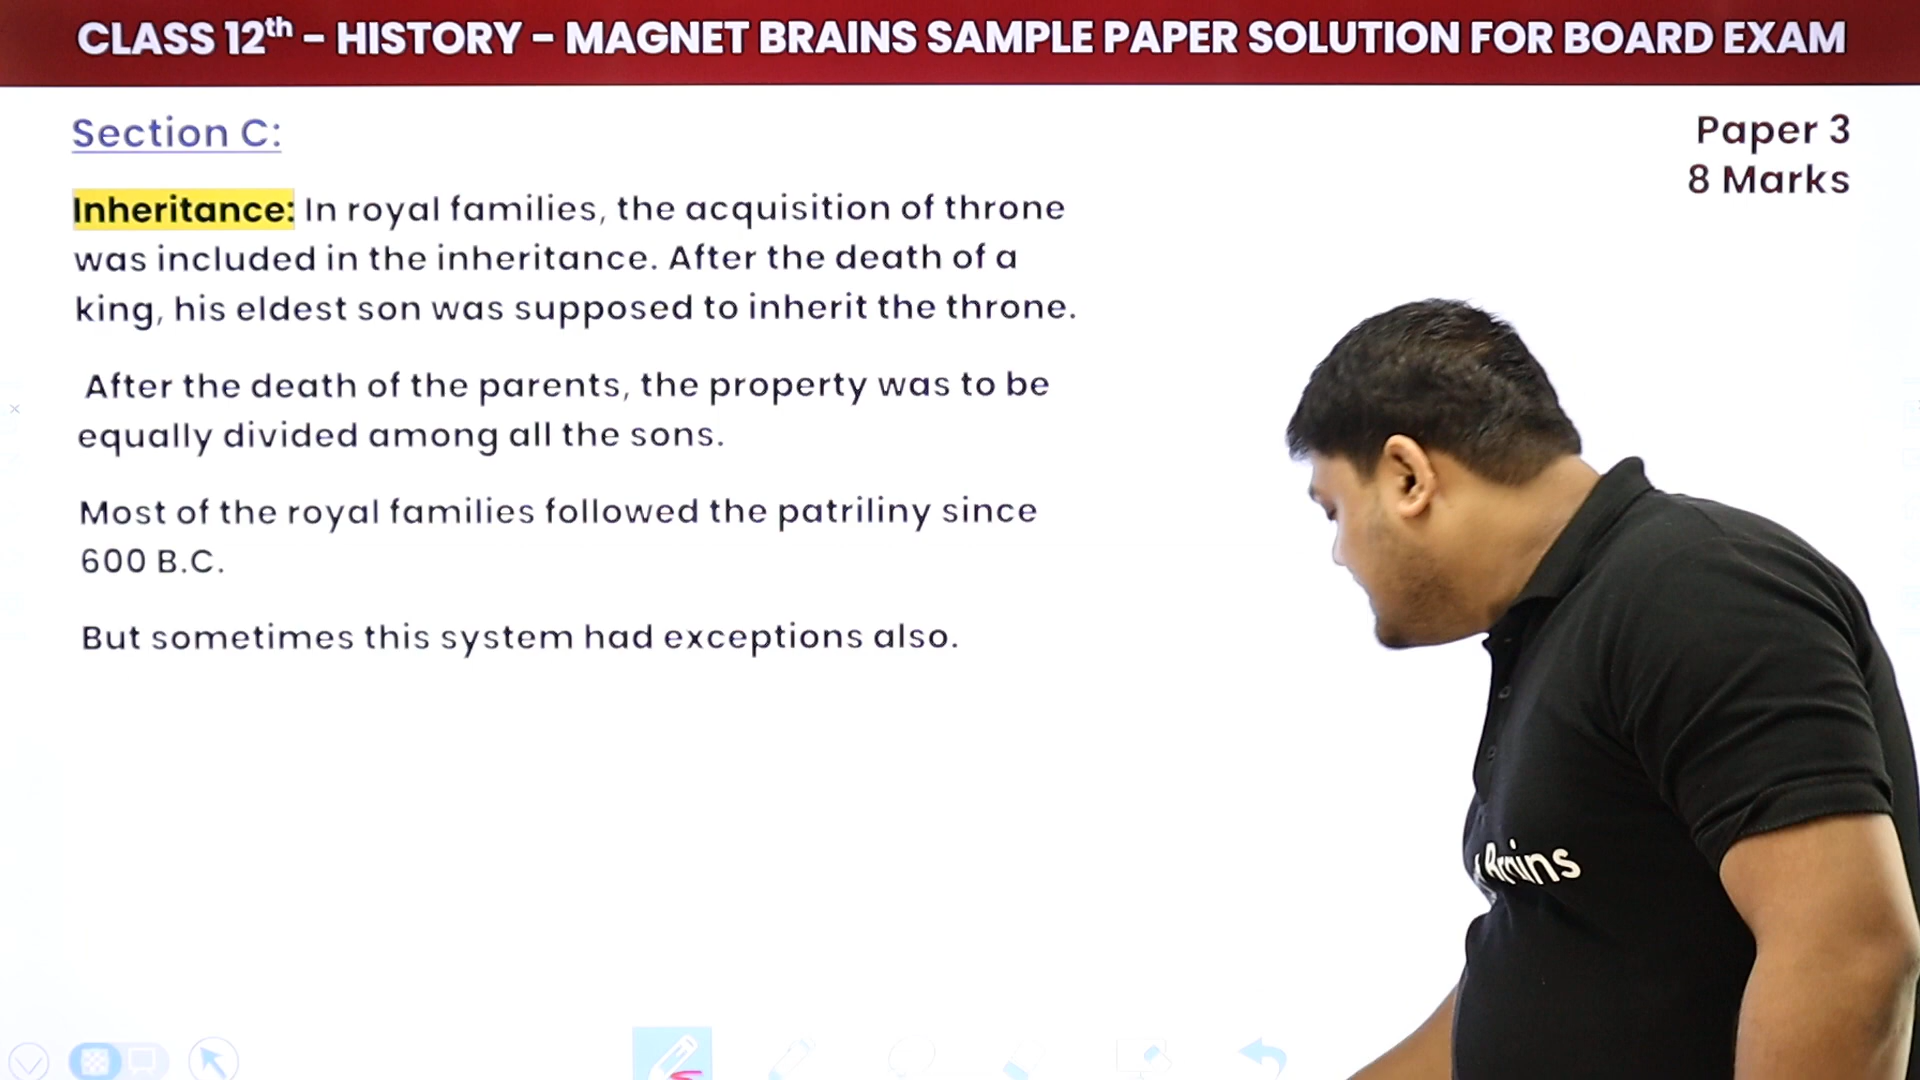 CLASS 12th - HISTORY - MAGNET BRAINS SAMPLE PAPER SOLUTION FOR BOARD EXAM
Section C:
Paper 3
8 Marks
Inheritance: In royal families, the acquisition of throne
was included in the inheritance. After the death of a
king, his eldest son was supposed to inherit the throne.
After the death of the parents, the property was to be
equally divided among all the sons.
Most of the royal families followed the patriliny since
600 B.C.
But sometimes this system had exceptions also.
Brains